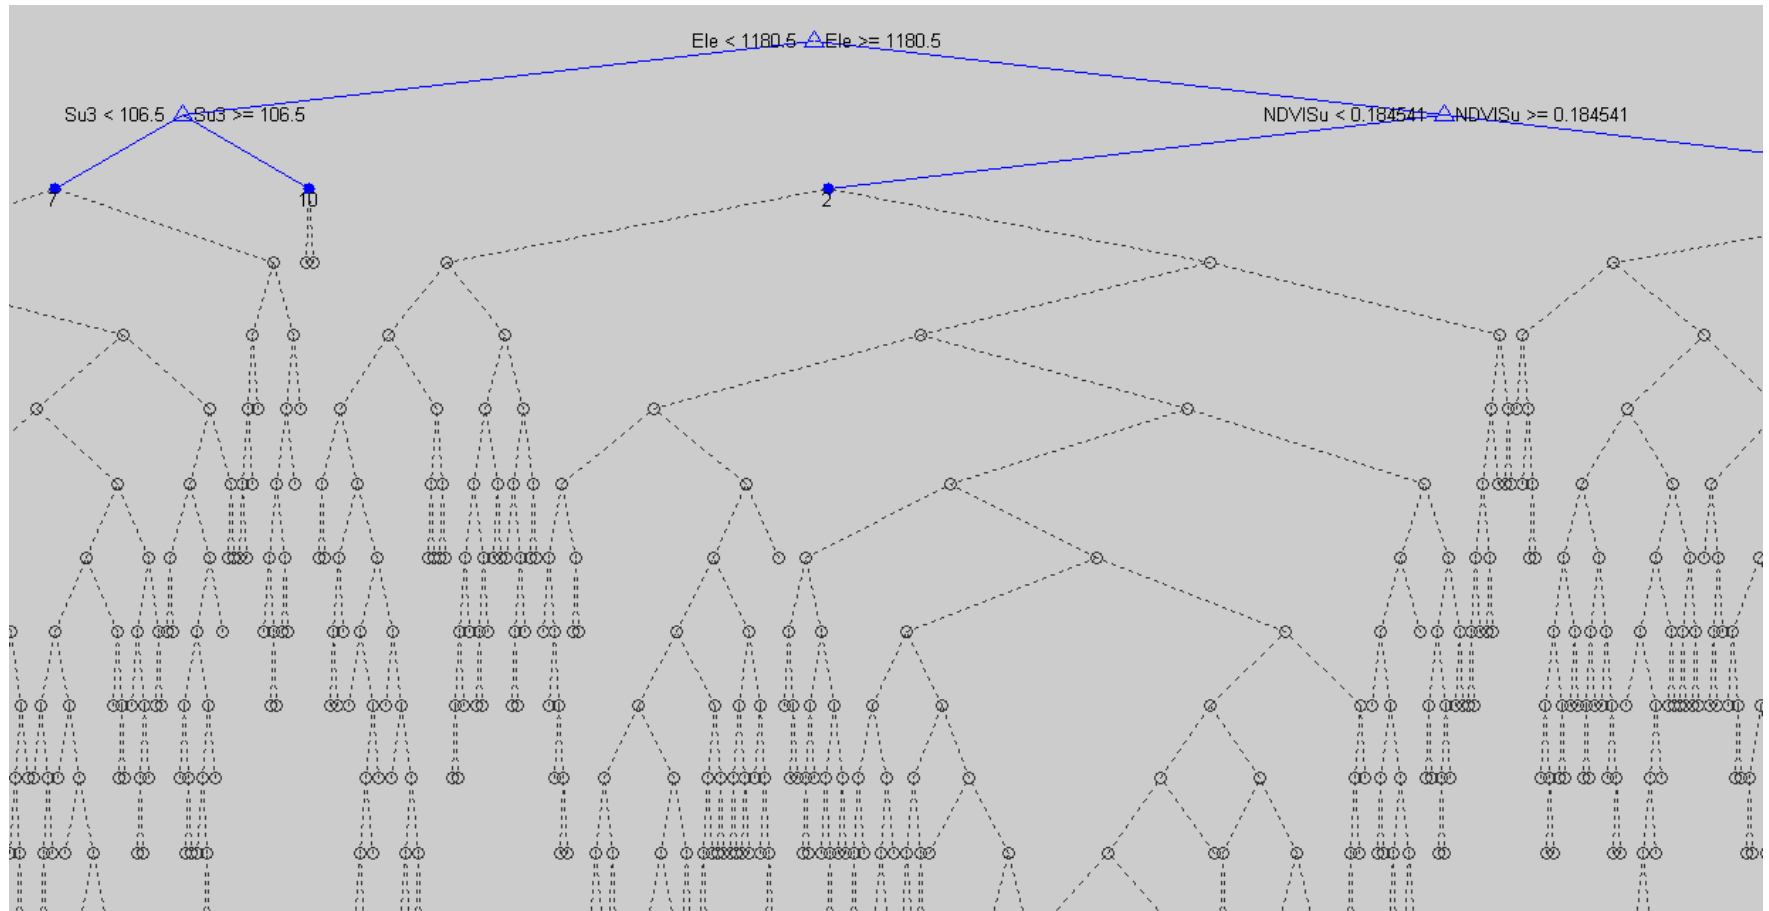 Ele < 1180.5 Ele >= 1180.5
Su3 < 106.5 Su3 >= 106.5 NDVISu < 0.184541 NDVISu >= 0.184541
7 10 2